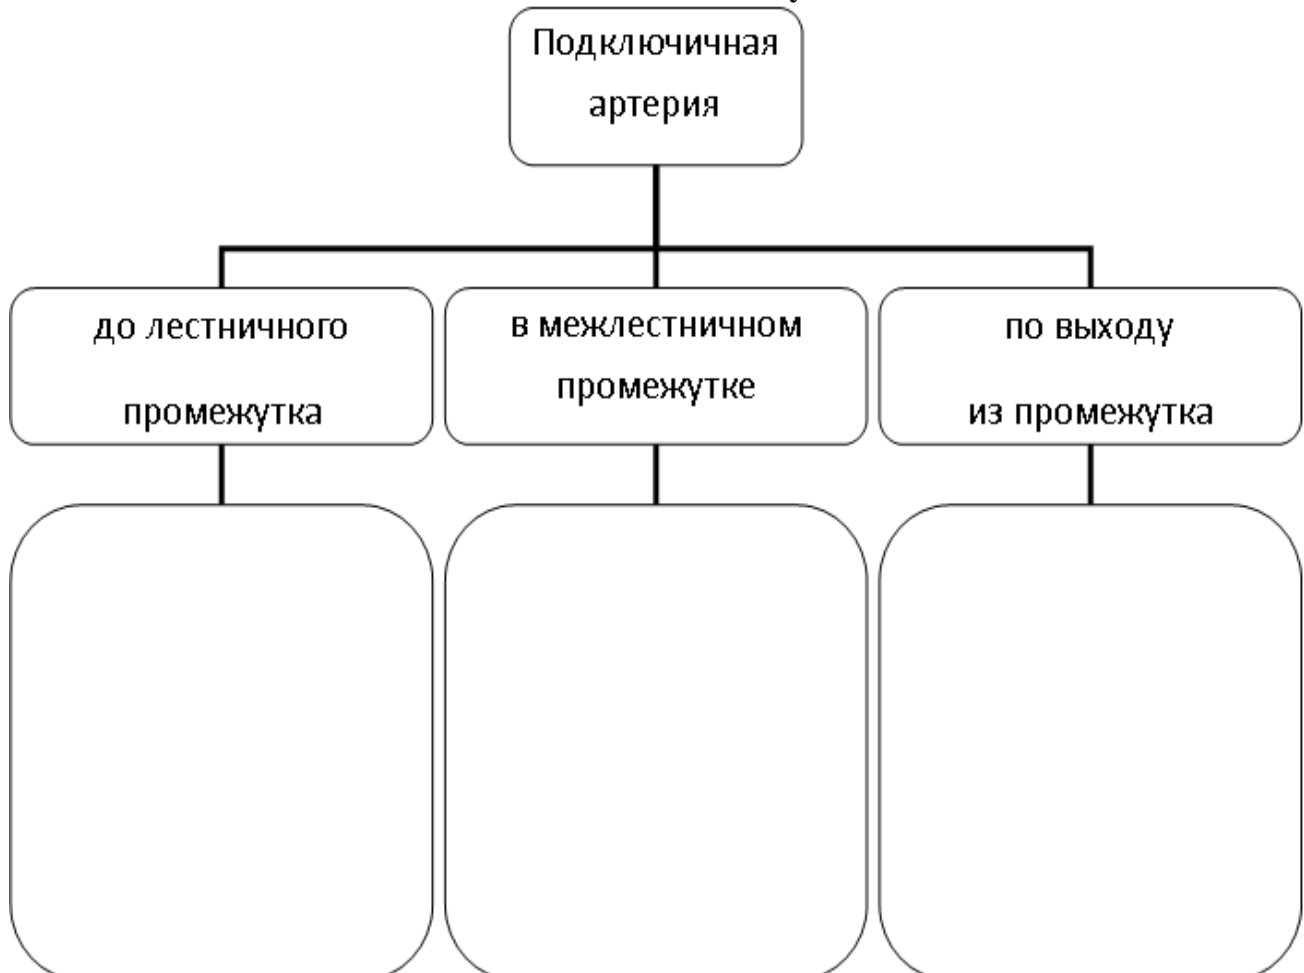 Подключичная
артерия
до лестничного
промежутка
в межлестничном
промежутке
по выходу
из промежутка